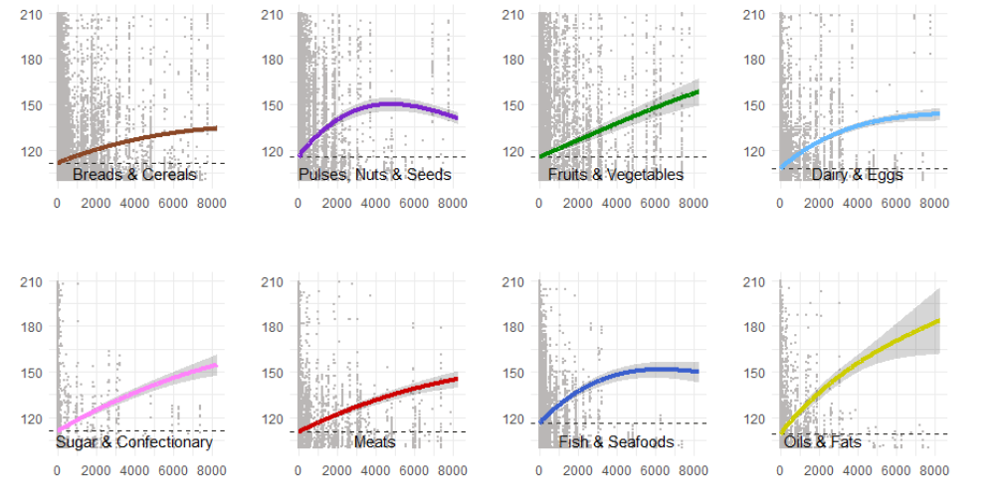 210 210 210 210
180 180 180 180
150 150 150 150
120 120 120 120
Breads & Cereals Pulses, Nuts & Seeds Fruits & Vegetables Dairy & Eggs
0 2000 4000 6000 8000 0 2000 4000 6000 8000 0 2000 4000 6000 8000 0 2000 4000 6000 8000
210 210 210 210
180 180 180 180
150 150 150 150
120 120 120 120
Sugar & Confectionary Meats Fish & Seafoods Oils & Fats
0 2000 4000 6000 8000 0 2000 4000 6000 8000 0 2000 4000 6000 8000 0 2000 4000 6000 8000